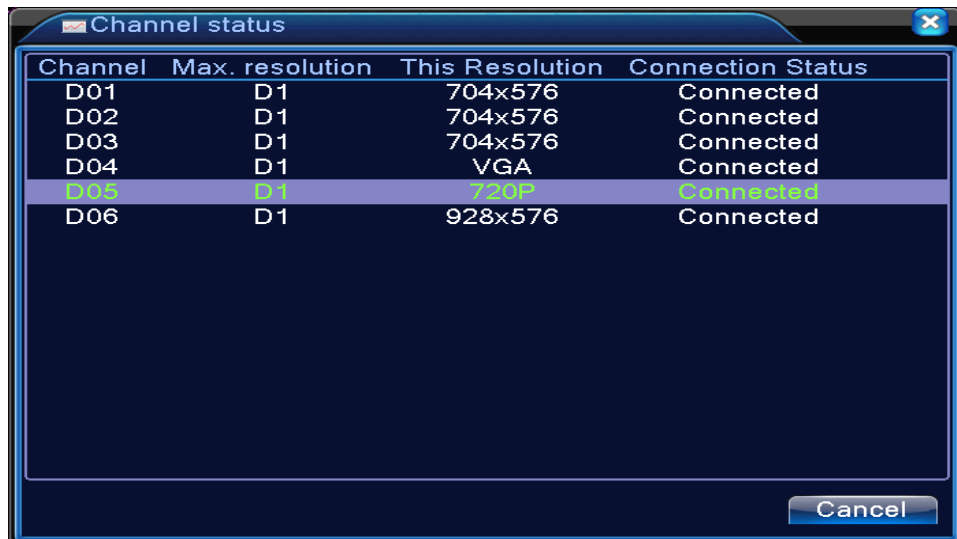 Channel status
Channel Max. resolution This Resolution Connection Status
D01 D1 704x576 Connected
D02 D1 704x576 Connected
D03 D1 704x576 Connected
D04 D1 VGA Connected
D05 D1 720P Connected
D06 D1 928x576 Connected
Cancel